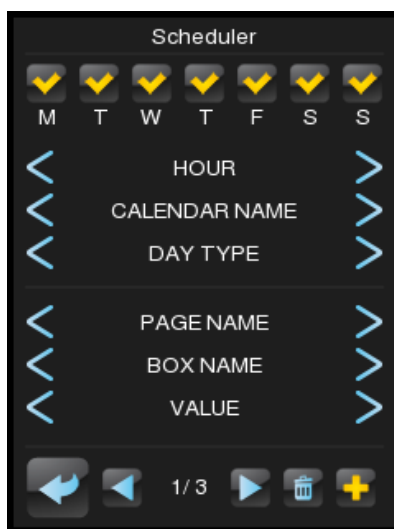 Scheduler
M T W T F S S
HOUR
CALENDAR NAME
DAY TYPE
PAGE NAME
BOX NAME
VALUE
1/3